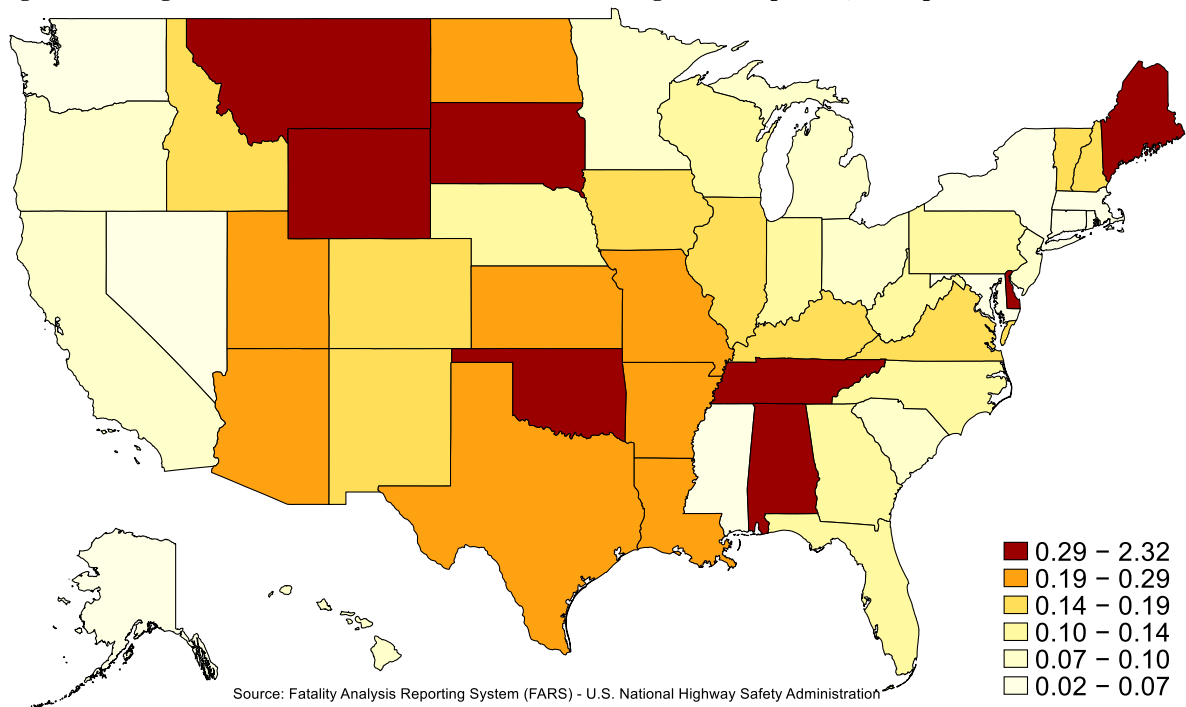 0.29 − 2.32
0.19 − 0.29
0.14 − 0.19
0.10 − 0.14
0.07 − 0.10
0.02 − 0.07
Source: Fatality Analysis Reporting System (FARS) - U.S. National Highway Safety Administration